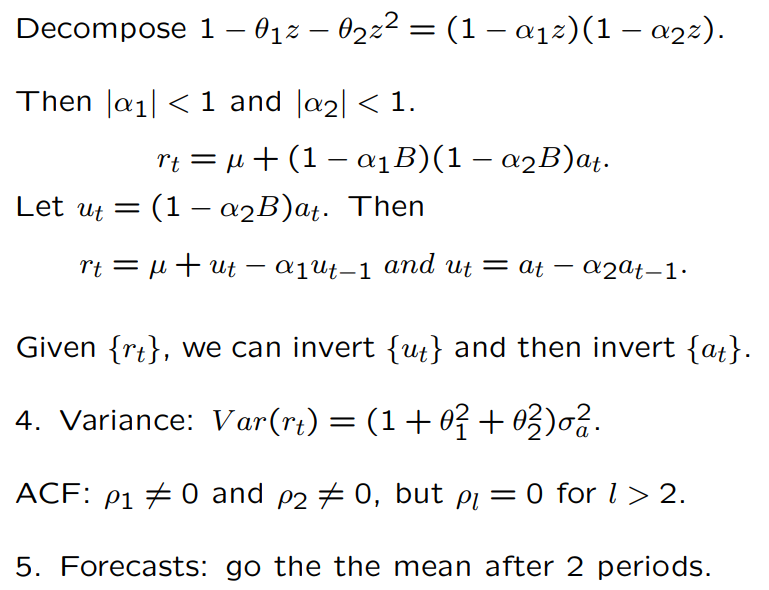 Decompose 1 − θ₁z − θ₂z² = (1 − α₁z)(1 − α₂z).
Then |α₁| < 1 and |α₂| < 1.
rₜ = μ + (1 − α₁B)(1 − α₂B)aₜ.
Let uₜ = (1 − α₂B)aₜ. Then
rₜ = μ + uₜ − α₁uₜ₋₁ and uₜ = aₜ − α₂aₜ₋₁.
Given {rₜ}, we can invert {uₜ} and then invert {aₜ}.
4. Variance: Var(rₜ) = (1 + θ₁² + θ₂²)σₐ².
ACF: ρ₁ ≠ 0 and ρ₂ ≠ 0, but ρₗ = 0 for l > 2.
5. Forecasts: go the the mean after 2 periods.